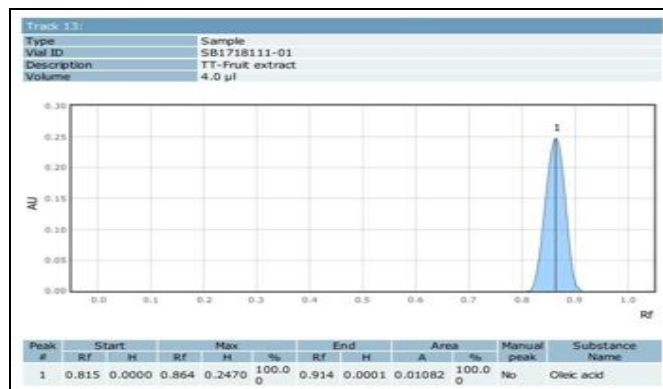 Track 13:
Type Sample
Vial ID SB1718111-01
Description TT-Fruit extract
Volume 4.0 µl
0.30
0.25
0.20
0.15
0.10
0.05
0.00
AU
1
0.0 0.1 0.2 0.3 0.4 0.5 0.6 0.7 0.8 0.9 1.0
Rf
Peak Start Max End Area Manual Substance
# Rf H Rf H % Rf H A % peak Name
1 0.815 0.0000 0.864 0.2470 100.0 0.914 0.0001 0.01082 100.0 No Oleic acid
0 0